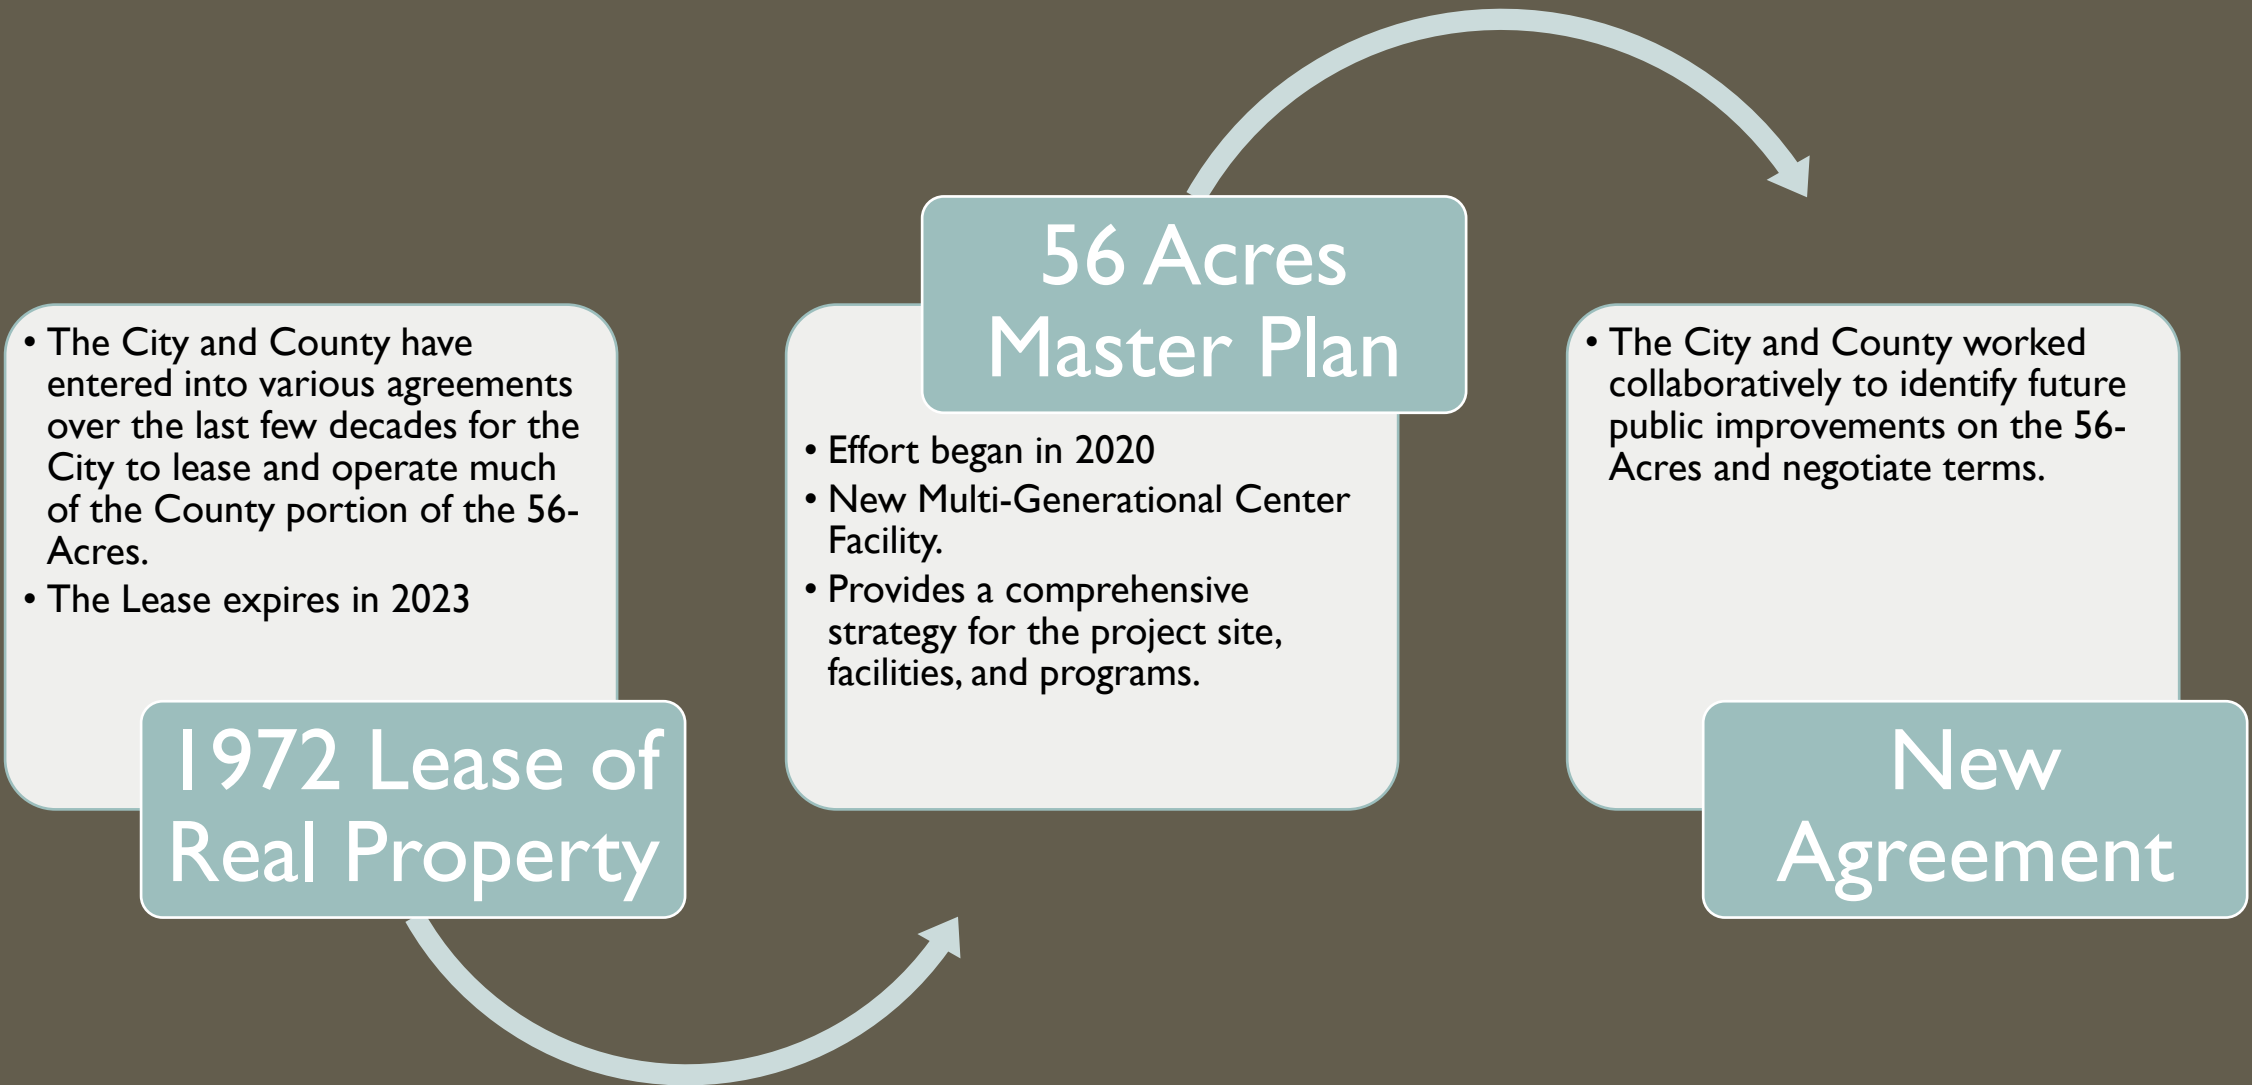 • The City and County have
entered into various agreements
over the last few decades for the
City to lease and operate much
of the County portion of the 56-
Acres.
• The Lease expires in 2023
1972 Lease of
Real Property
56 Acres
Master Plan
• Effort began in 2020
• New Multi-Generational Center
Facility.
• Provides a comprehensive
strategy for the project site,
facilities, and programs.
• The City and County worked
collaboratively to identify future
public improvements on the 56-
Acres and negotiate terms.
New
Agreement